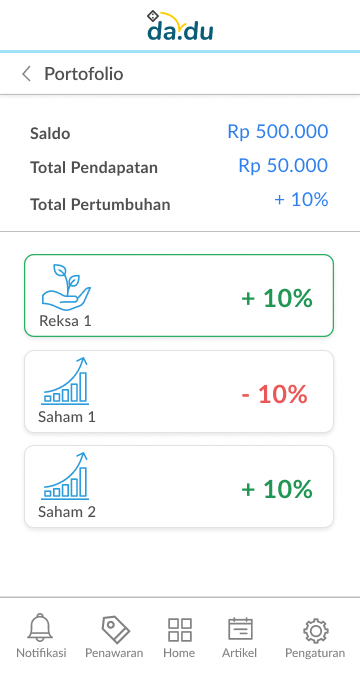 da.du
Portofolio
Saldo Rp 500.000
Total Pendapatan Rp 50.000
Total Pertumbuhan + 10%
+ 10%
Reksa 1
- 10%
Saham 1
+ 10%
Saham 2
Notifikasi Penawaran Home Artikel Pengaturan